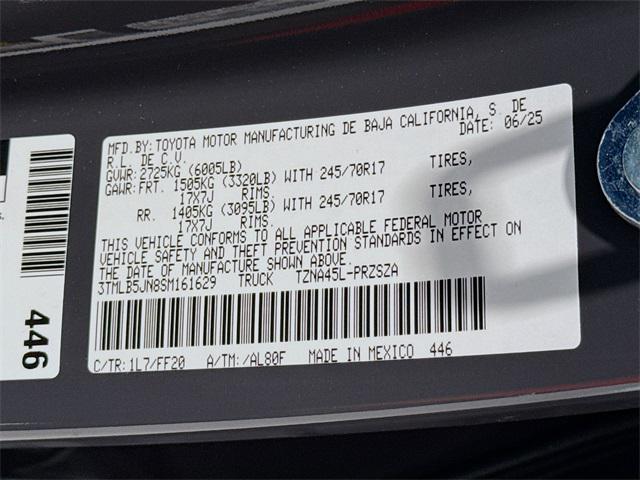 MFD.BY:TOYOTA MOTOR MANUFACTURING DE BAJA CALIFORNIA, S. DE
R.L. DE C.V. DATE: 06/25
GVWR:2725KG (6005LB)
GAWR:FRT. 1505KG (3320LB) WITH 245/70R17 TIRES,
17X7J RIMS.
RR. 1405KG (3095LB) WITH 245/70R17 TIRES,
17X7J RIMS.
THIS VEHICLE CONFORMS TO ALL APPLICABLE FEDERAL MOTOR
VEHICLE SAFETY AND THEFT PREVENTION STANDARDS IN EFFECT ON
THE DATE OF MANUFACTURE SHOWN ABOVE.
3TMLB5JN8SM161629 TRUCK TZNA45L-PRZSZA
C/TR:1L7/FF20 A/TM:/AL80F MADE IN MEXICO 446
446